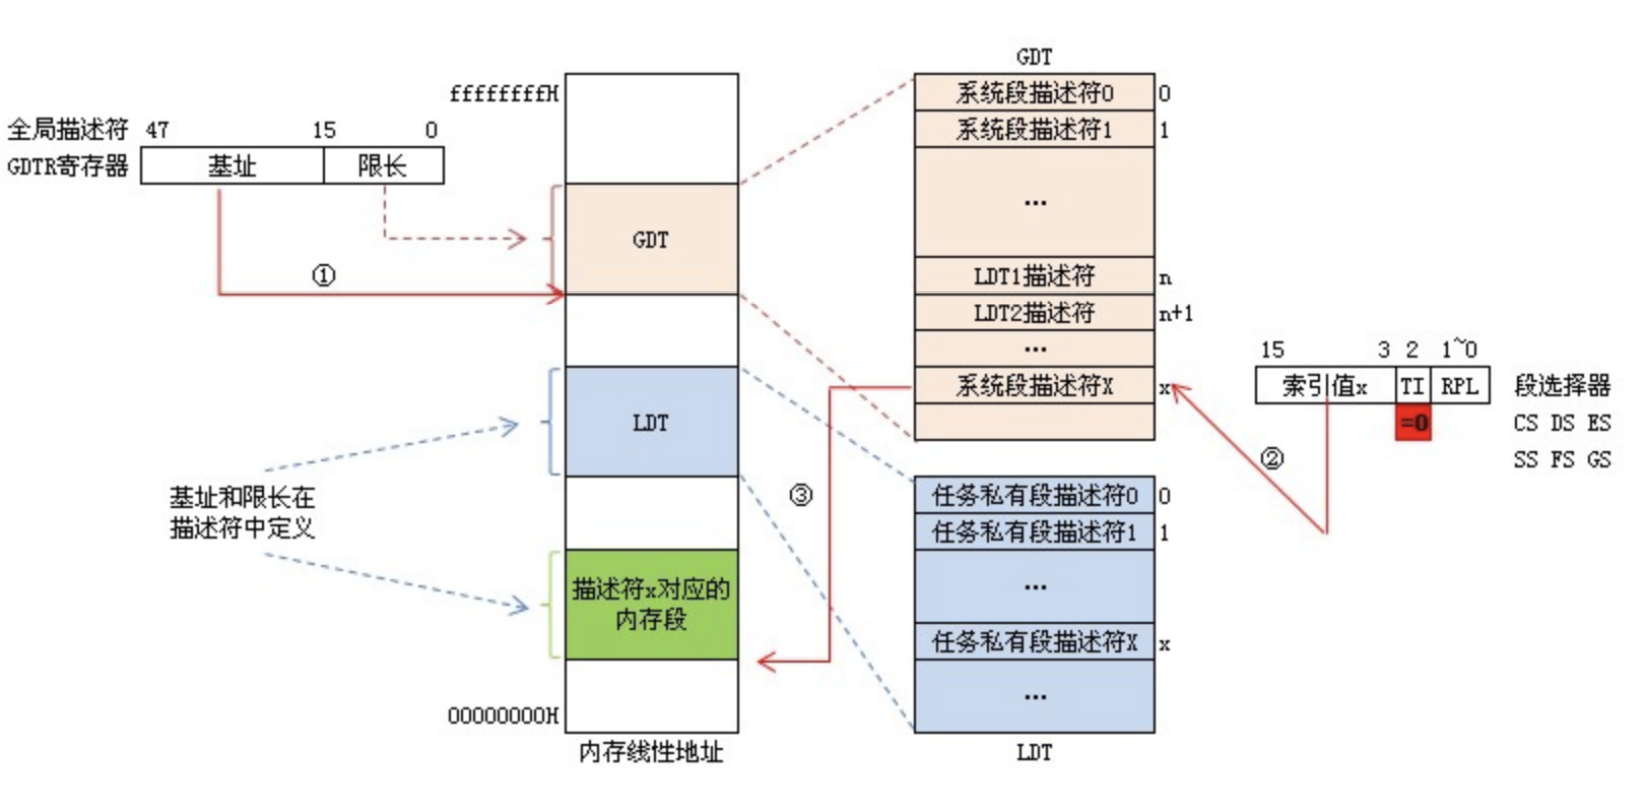 GDT
ffffffffH
系统段描述符0 0
全局描述符 47 15 0
系统段描述符1 1
GDTR寄存器 基址 限长
...
GDT
①
LDT1描述符 n
LDT2描述符 n+1
...
15 3 2 1~0
系统段描述符X x
索引值x TI RPL 段选择器
LDT
=0 CS DS ES
② SS FS GS
③
基址和限长在
描述符中定义
任务私有段描述符0 0
任务私有段描述符1 1
...
描述符x对应的
内存段
任务私有段描述符X x
...
00000000H
内存线性地址
LDT